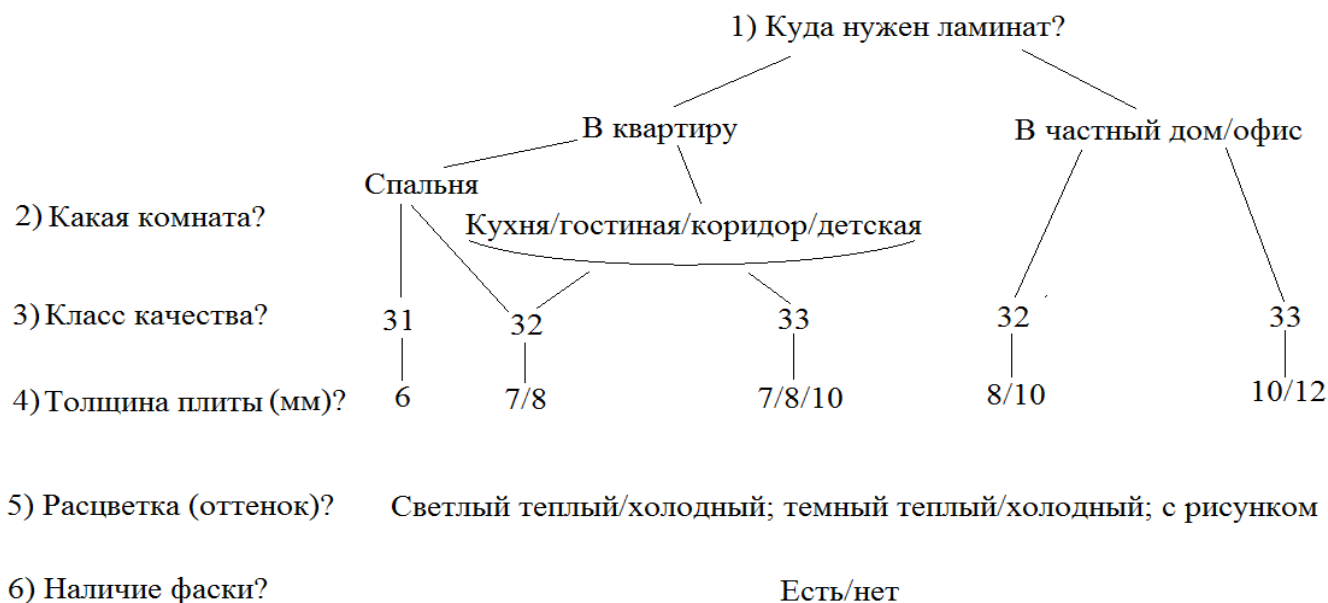 1) Куда нужен ламинат?
В квартиру
В частный дом/офис
Спальня
2) Какая комната?
Кухня/гостиная/коридор/детская
3) Класс качества?
31
32
33
32
33
4) Толщина плиты (мм)?
6
7/8
7/8/10
8/10
10/12
5) Расцветка (оттенок)?
Светлый теплый/холодный; темный теплый/холодный; с рисунком
6) Наличие фаски?
Есть/нет